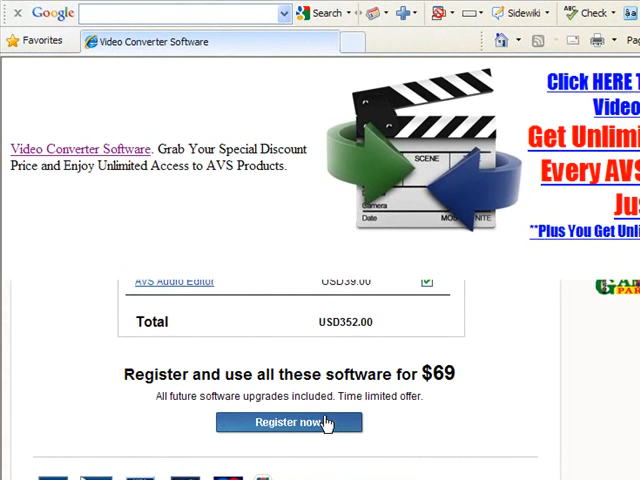 Google Search Sidewiki Check
Favorites Video Converter Software
Click HERE
Video
Get Unlimi
Every AVS
Video Converter Software. Grab Your Special Discount
Price and Enjoy Unlimited Access to AVS Products.
SCENE
Camera
Date
**Plus You Get Unli
AVS Audio Editor USD39.00
Total USD352.00
Register and use all these software for $69
All future software upgrades included. Time limited offer.
Register now